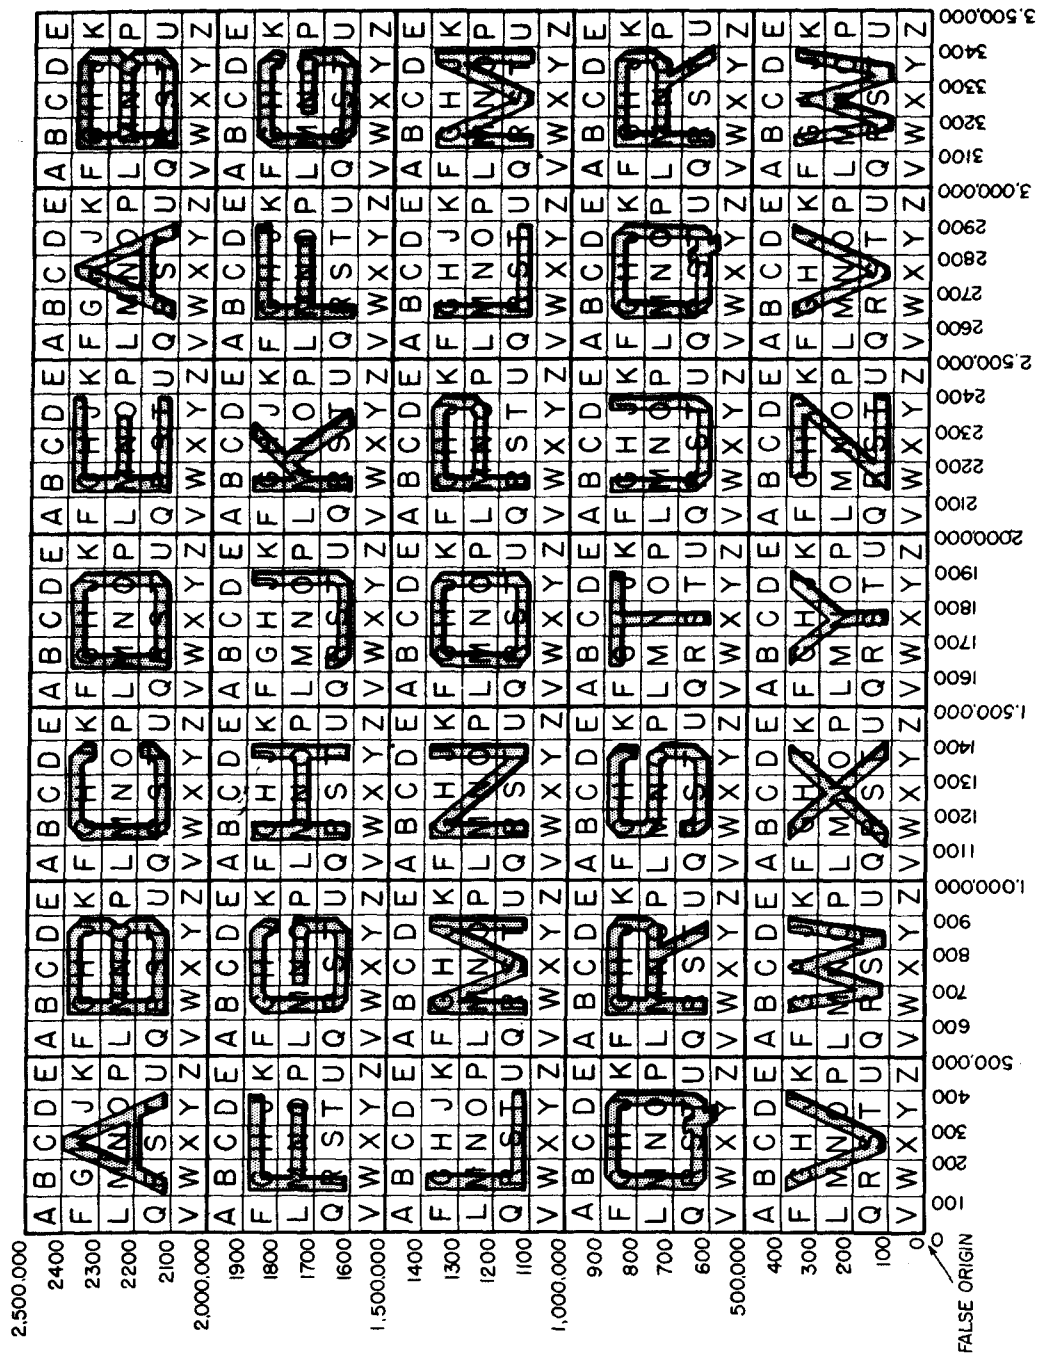 2,500,000
A B C D E A B
A B C D E A B C D E A B C D E A B C D E A B C D E A B C D E A B C D E
2400
F G H J K F G H J K F G H J K F G H J K F G H J K F G H J K F G H J K
2300
L M N O P L M N O P L M N O P L M N O P L M N O P L M N O P L M N O P
2200
Q R S T U Q R S T U Q R S T U Q R S T U Q R S T U Q R S T U Q R S T U
2100
V W X Y Z V W X Y Z V W X Y Z V W X Y Z V W X Y Z V W X Y Z V W X Y Z
2,000,000
F G H J K F G
A B C D E A B C D E A B C D E A B C D E A B C D E A B C D E A B C D E
1900
F G H J K F G H J K F G H J K F G H J K F G H J K F G H J K F G H J K
1800
L M N O P L M N O P L M N O P L M N O P L M N O P L M N O P L M N O P
1700
Q R S T U Q R S T U Q R S T U Q R S T U Q R S T U Q R S T U Q R S T U
1600
V W X Y Z V W X Y Z V W X Y Z V W X Y Z V W X Y Z V W X Y Z V W X Y Z
1,500,000
L M N O P L M
A B C D E A B C D E A B C D E A B C D E A B C D E A B C D E A B C D E
1400
F G H J K F G H J K F G H J K F G H J K F G H J K F G H J K F G H J K
1300
L M N O P L M N O P L M N O P L M N O P L M N O P L M N O P L M N O P
1200
Q R S T U Q R S T U Q R S T U Q R S T U Q R S T U Q R S T U Q R S T U
1100
V W X Y Z V W X Y Z V W X Y Z V W X Y Z V W X Y Z V W X Y Z V W X Y Z
1,000,000
Q R S T U Q R
A B C D E A B C D E A B C D E A B C D E A B C D E A B C D E A B C D E
900
F G H J K F G H J K F G H J K F G H J K F G H J K F G H J K F G H J K
800
L M N O P L M N O P L M N O P L M N O P L M N O P L M N O P L M N O P
700
Q R S T U Q R S T U Q R S T U Q R S T U Q R S T U Q R S T U Q R S T U
600
V W X Y Z V W X Y Z V W X Y Z V W X Y Z V W X Y Z V W X Y Z V W X Y Z
500,000
V W X Y Z V W
A B C D E A B C D E A B C D E A B C D E A B C D E A B C D E A B C D E
400
F G H J K F G H J K F G H J K F G H J K F G H J K F G H J K F G H J K
300
L M N O P L M N O P L M N O P L M N O P L M N O P L M N O P L M N O P
200
Q R S T U Q R S T U Q R S T U Q R S T U Q R S T U Q R S T U Q R S T U
100
V W X Y Z V W X Y Z V W X Y Z V W X Y Z V W X Y Z V W X Y Z V W X Y Z
0
0 100 200 300 400 500,000 600 700 800 900 1,000,000 1100 1200 1300 1400 1,500,000 1600 1700 1800 1900 2,000,000 2100 2200 2300 2400 2,500,000 2600 2700 2800 2900 3,000,000 3100 3200 3300 3400 3,500,000
FALSE ORIGIN